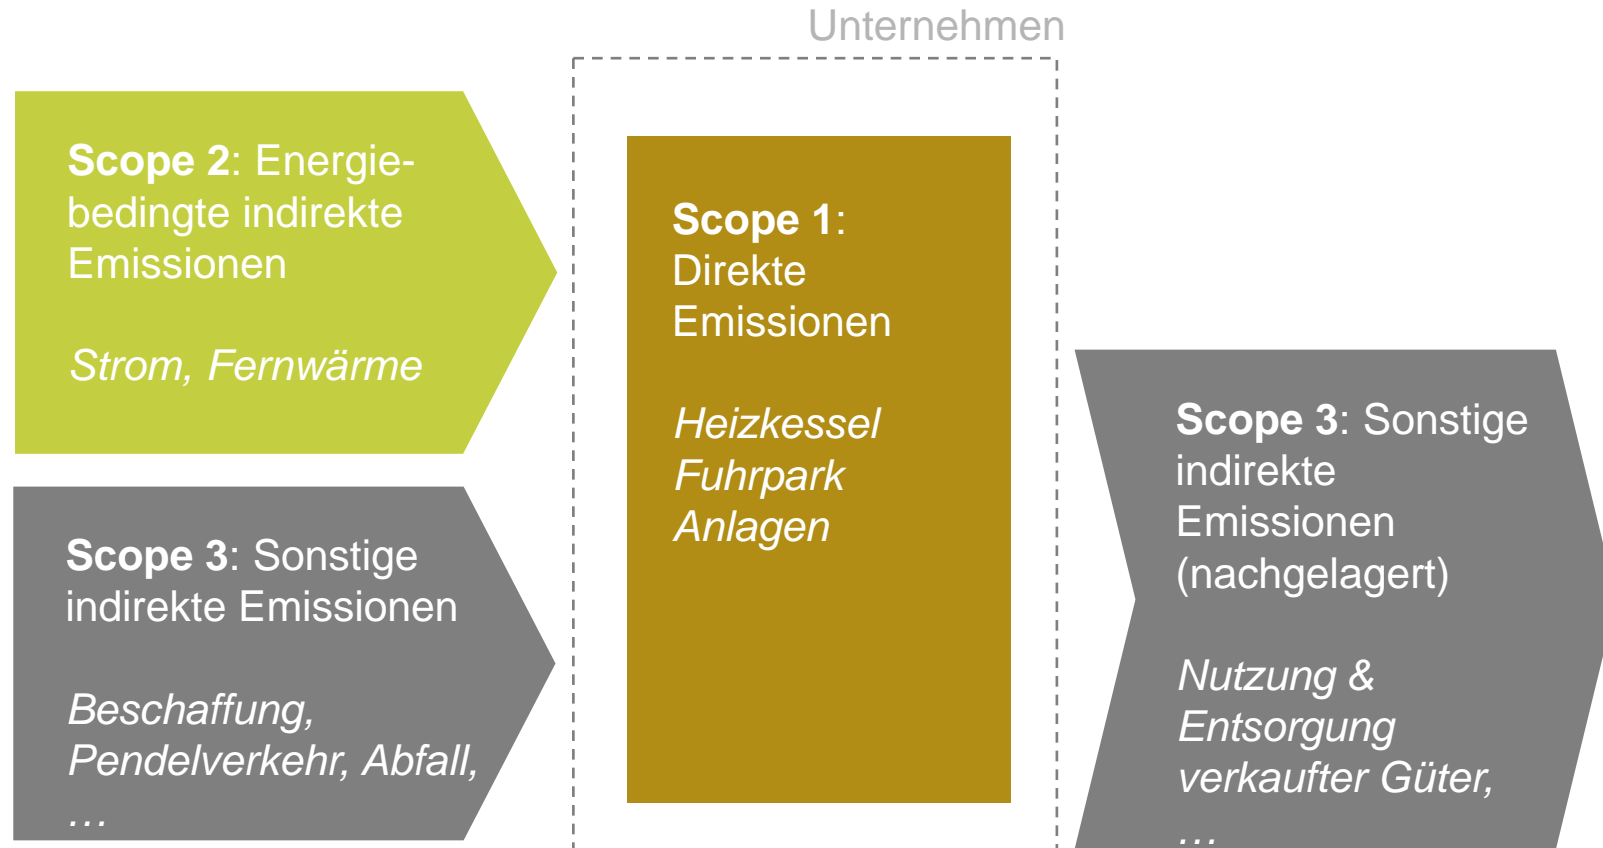 Unternehmen
Scope 2: Energie-
bedingte indirekte
Emissionen
Strom, Fernwärme
Scope 3: Sonstige
indirekte Emissionen
Beschaffung,
Pendelverkehr, Abfall,
…
Scope 1:
Direkte
Emissionen
Heizkessel
Fuhrpark
Anlagen
Scope 3: Sonstige
indirekte
Emissionen
(nachgelagert)
Nutzung &
Entsorgung
verkaufter Güter,
…